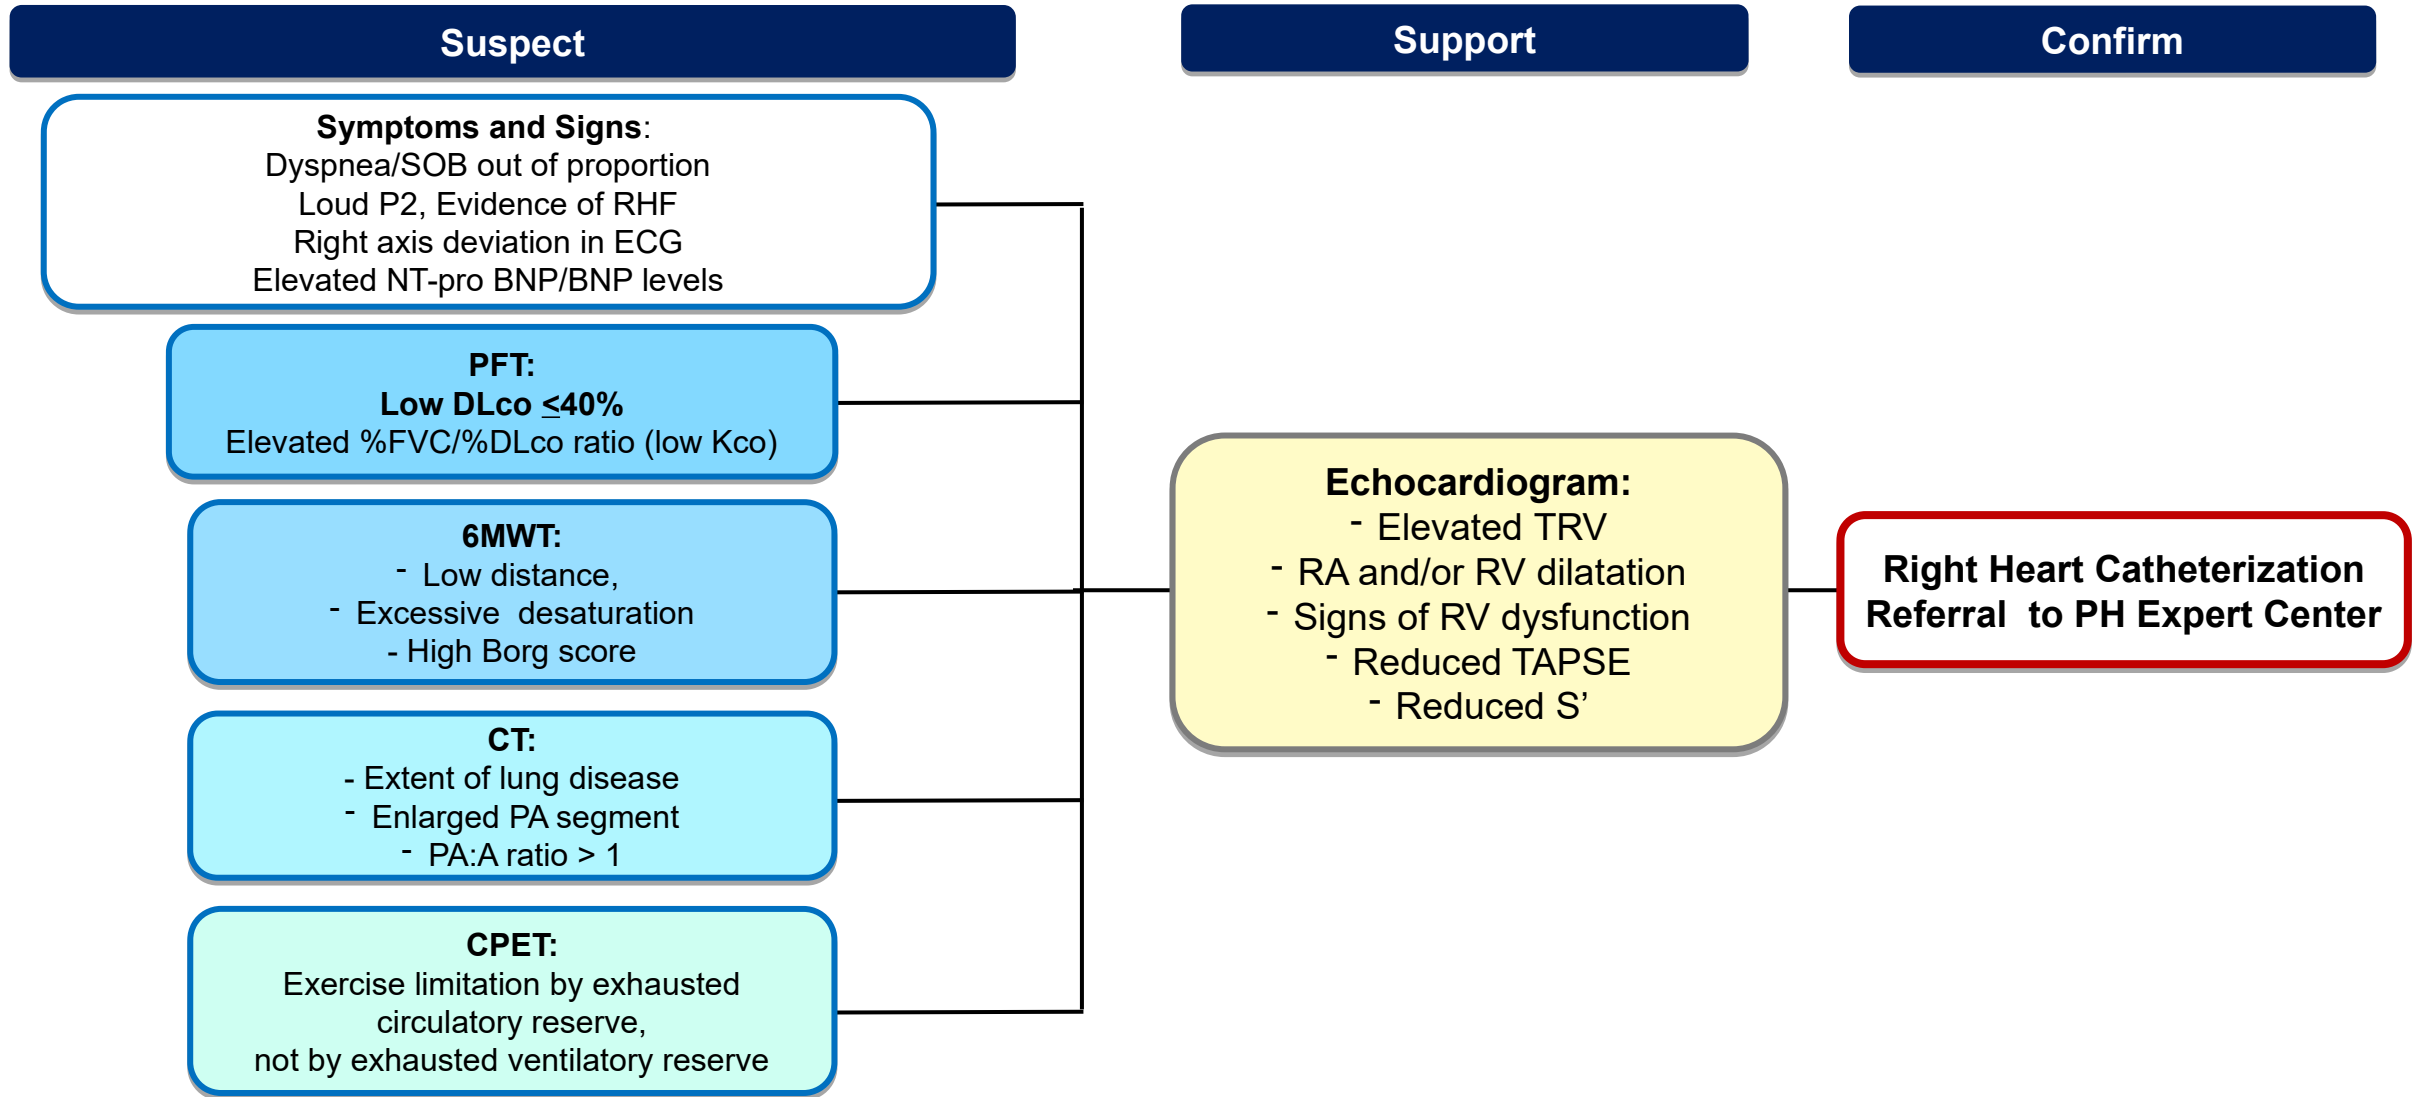 Suspect
Support
Confirm
Symptoms and Signs:
Dyspnea/SOB out of proportion
Loud P2, Evidence of RHF
Right axis deviation in ECG
Elevated NT-pro BNP/BNP levels
PFT:
Low DLco ≤40%
Elevated %FVC/%DLco ratio (low Kco)
6MWT:
- Low distance,
- Excessive desaturation
- High Borg score
CT:
- Extent of lung disease
- Enlarged PA segment
- PA:A ratio > 1
CPET:
Exercise limitation by exhausted
circulatory reserve,
not by exhausted ventilatory reserve
Echocardiogram:
- Elevated TRV
- RA and/or RV dilatation
- Signs of RV dysfunction
- Reduced TAPSE
- Reduced S’
Right Heart Catheterization
Referral to PH Expert Center